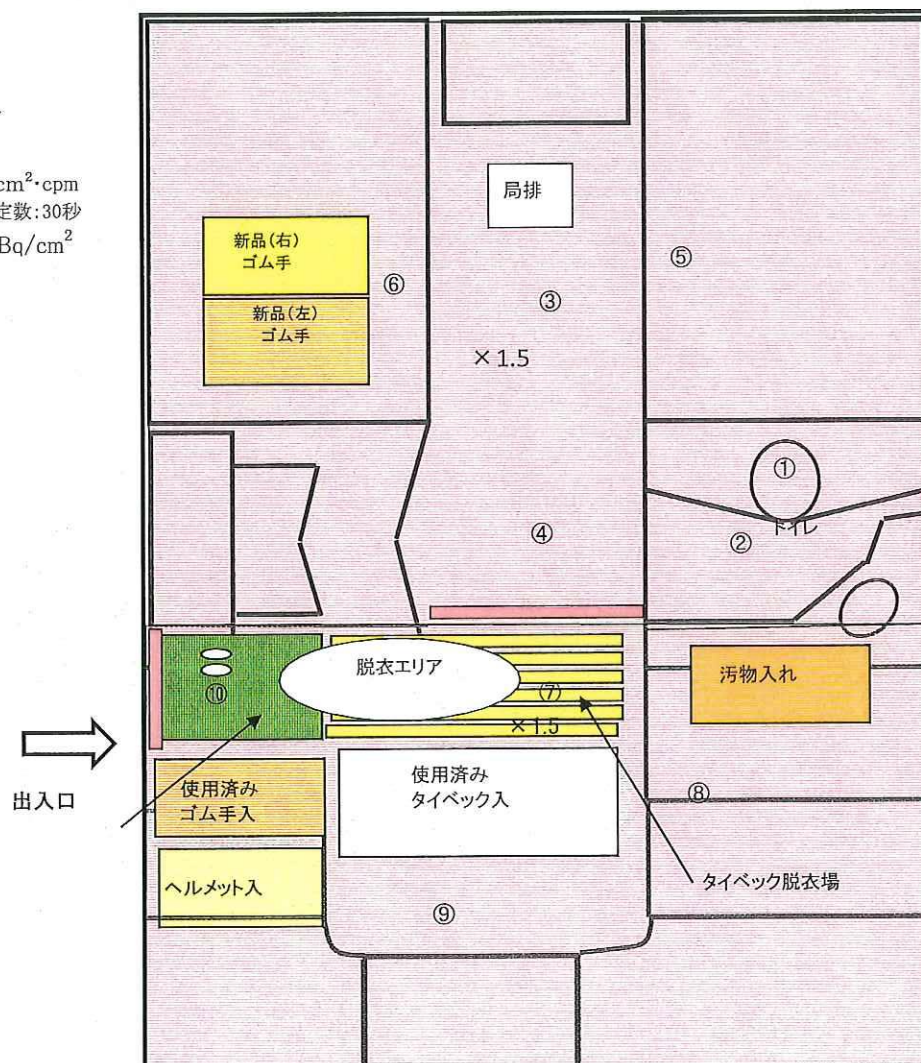 cm²・cpm
定数:30秒
Bq/cm²
局排
新品(右)
ゴム手
⑥
③
⑤
新品(左)
ゴム手
×1.5
①
トイレ
④
②
脱衣エリア
⑩
⑦
汚物入れ
×1.5
出入口
使用済み
ゴム手入
使用済み
タイベック入
⑧
ヘルメット入
タイベック脱衣場
⑨